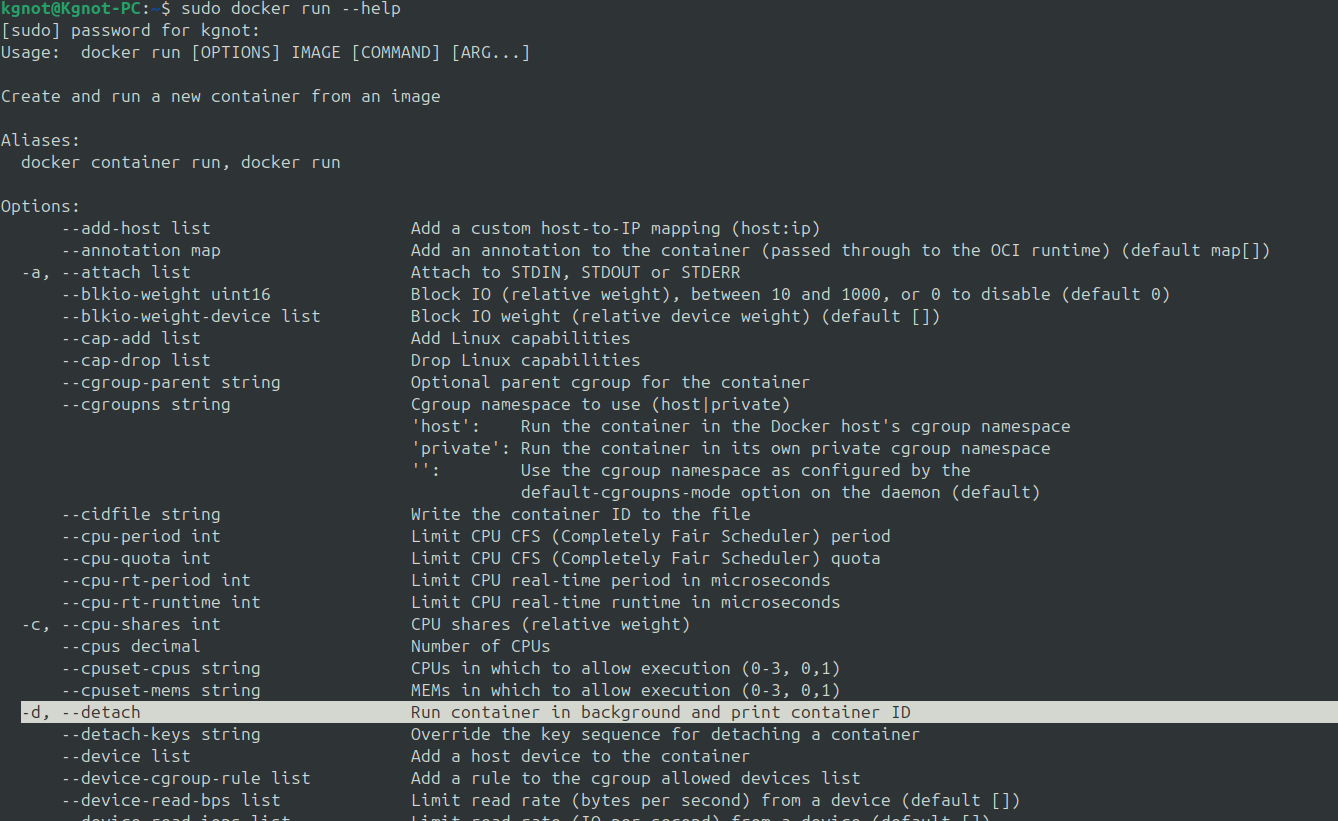 kgnot@Kgnot-PC:~$ sudo docker run --help
[sudo] password for kgnot:
Usage:  docker run [OPTIONS] IMAGE [COMMAND] [ARG...]

Create and run a new container from an image

Aliases:
  docker container run, docker run

Options:
      --add-host list                    Add a custom host-to-IP mapping (host:ip)
      --annotation map                   Add an annotation to the container (passed through to the OCI runtime) (default map[])
  -a, --attach list                      Attach to STDIN, STDOUT or STDERR
      --blkio-weight uint16              Block IO (relative weight), between 10 and 1000, or 0 to disable (default 0)
      --blkio-weight-device list         Block IO weight (relative device weight) (default [])
      --cap-add list                     Add Linux capabilities
      --cap-drop list                    Drop Linux capabilities
      --cgroup-parent string             Optional parent cgroup for the container
      --cgroupns string                  Cgroup namespace to use (host|private)
                                         'host':    Run the container in the Docker host's cgroup namespace
                                         'private': Run the container in its own private cgroup namespace
                                         '':        Use the cgroup namespace as configured by the
                                                    default-cgroupns-mode option on the daemon (default)
      --cidfile string                   Write the container ID to the file
      --cpu-period int                   Limit CPU CFS (Completely Fair Scheduler) period
      --cpu-quota int                    Limit CPU CFS (Completely Fair Scheduler) quota
      --cpu-rt-period int                Limit CPU real-time period in microseconds
      --cpu-rt-runtime int               Limit CPU real-time runtime in microseconds
  -c, --cpu-shares int                   CPU shares (relative weight)
      --cpus decimal                     Number of CPUs
      --cpuset-cpus string               CPUs in which to allow execution (0-3, 0,1)
      --cpuset-mems string               MEMs in which to allow execution (0-3, 0,1)
  -d, --detach                           Run container in background and print container ID
      --detach-keys string               Override the key sequence for detaching a container
      --device list                      Add a host device to the container
      --device-cgroup-rule list          Add a rule to the cgroup allowed devices list
      --device-read-bps list             Limit read rate (bytes per second) from a device (default [])
      --device-read-iops list            Limit read rate (IO per second) from a device (default [])